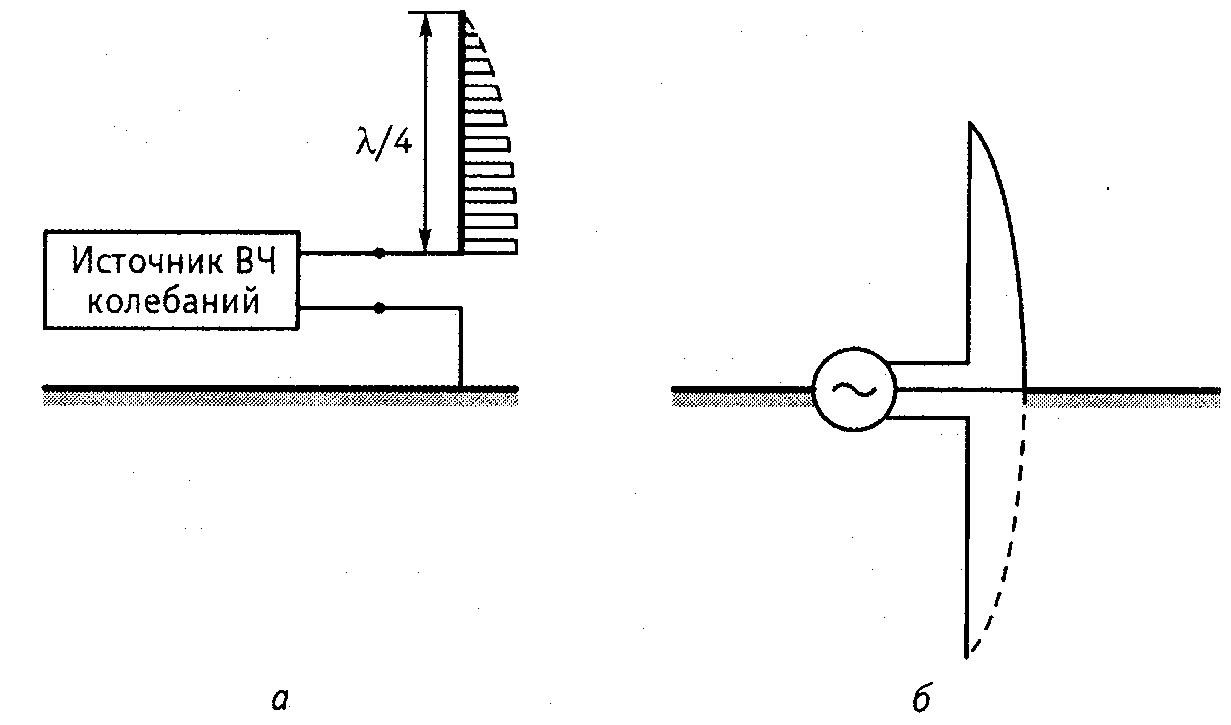 λ/4
Источник ВЧ
колебаний
а
б